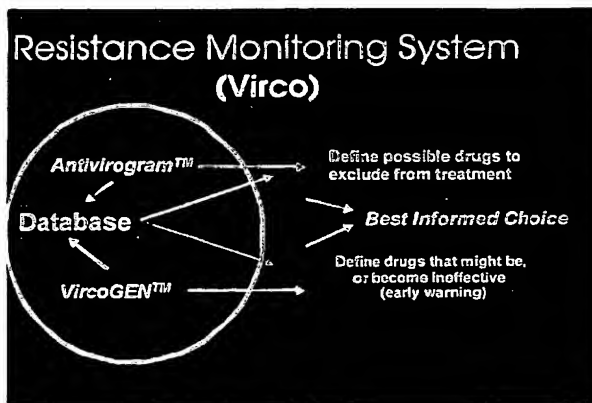 Resistance Monitoring System
(Virco)
Antivirogram™
Define possible drugs to
exclude from treatment
Database
Best Informed Choice
VircoGEN™
Define drugs that might be,
or become ineffective
(early warning)